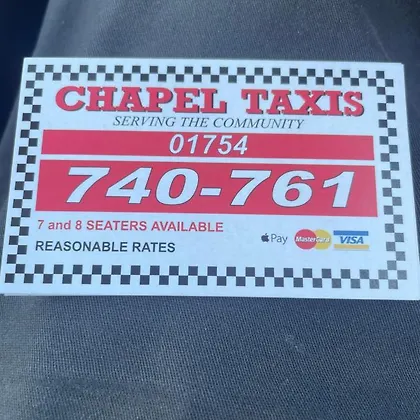 CHAPEL TAXIS
SERVING THE COMMUNITY
01754
740-761
7 and 8 SEATERS AVAILABLE
REASONABLE RATES
Pay MasterCard VISA